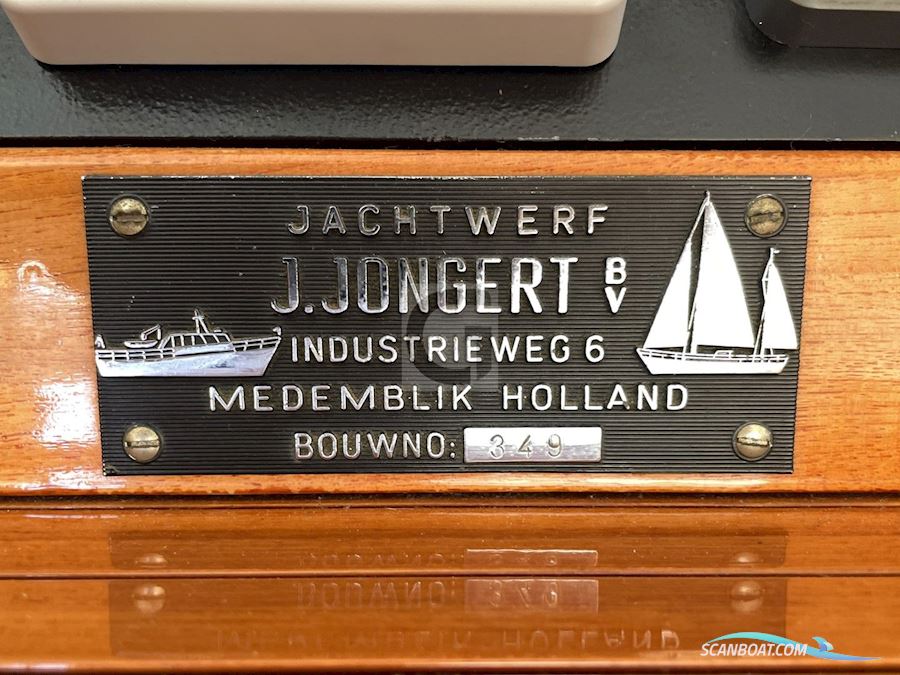 JACHTWERF
J. JONGERT BV
INDUSTRIEWEG 6
MEDEMBLIK HOLLAND
BOUWNO: 349
SCANBOAT.COM